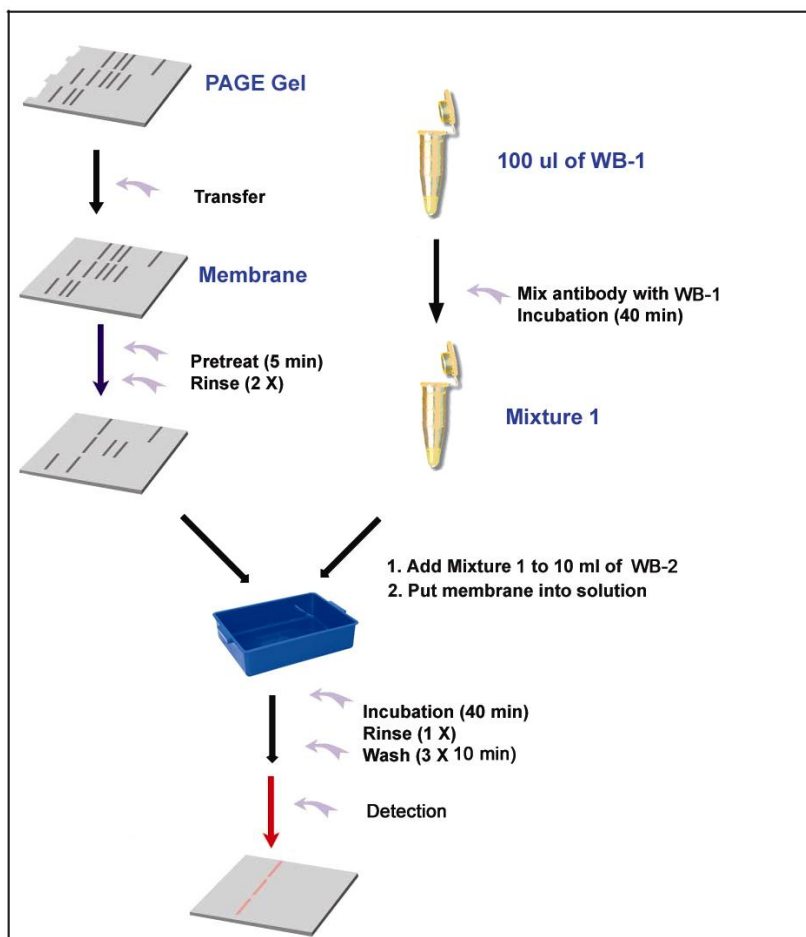 PAGE Gel
Transfer
Membrane
Pretreat (5 min)
Rinse (2 X)
100 ul of WB-1
Mix antibody with WB-1
Incubation (40 min)
Mixture 1
1. Add Mixture 1 to 10 ml of WB-2
2. Put membrane into solution
Incubation (40 min)
Rinse (1 X)
Wash (3 X 10 min)
Detection